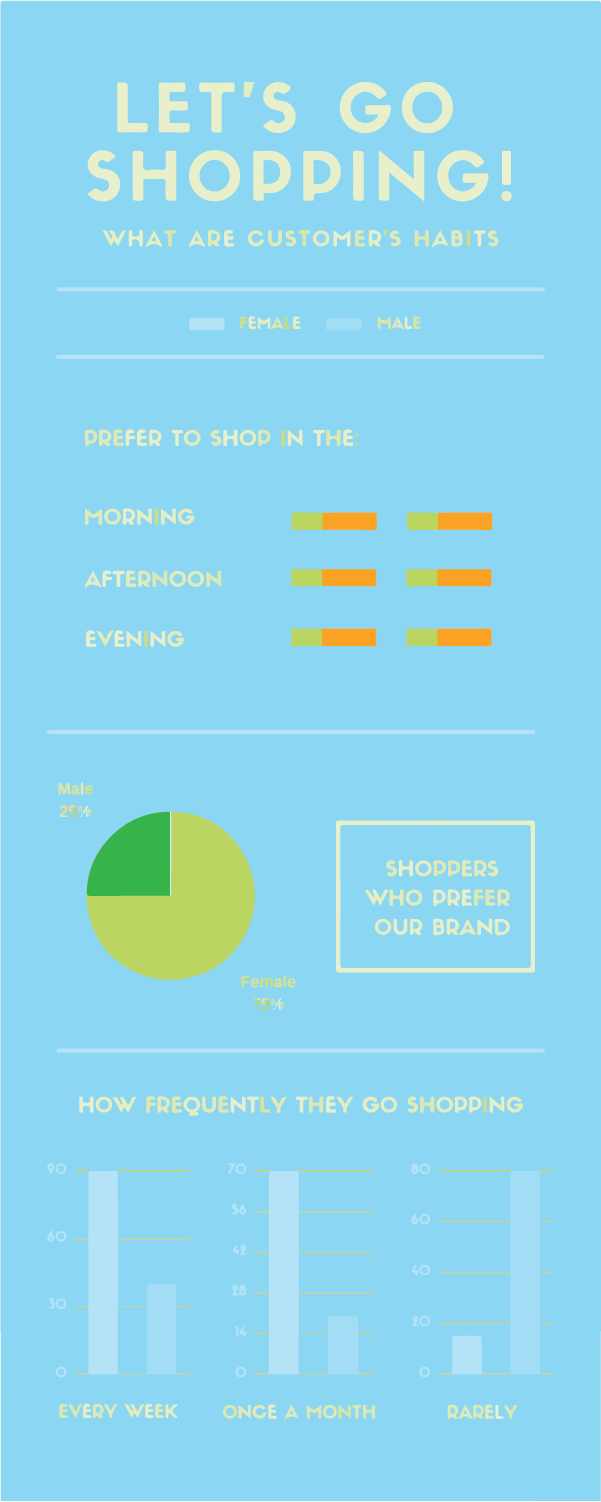 LET'S GO
SHOPPING!
WHAT ARE CUSTOMER'S HABITS
FEMALE MALE
PREFER TO SHOP IN THE:
MORNING
AFTERNOON
EVENING
Male
25%
SHOPPERS
WHO PREFER
OUR BRAND
Female
75%
HOW FREQUENTLY THEY GO SHOPPING
90
60
30
0
EVERY WEEK
70
56
42
28
14
0
ONCE A MONTH
80
60
40
20
0
RARELY